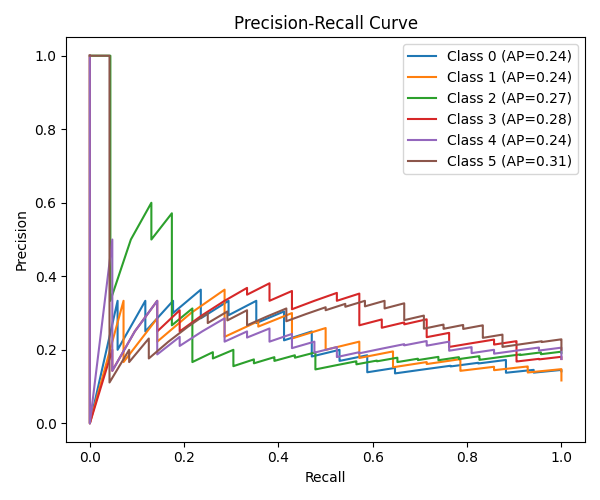 Precision-Recall Curve
1.0
0.8
0.6
0.4
0.2
0.0
Precision
Class 0 (AP=0.24)
Class 1 (AP=0.24)
Class 2 (AP=0.27)
Class 3 (AP=0.28)
Class 4 (AP=0.24)
Class 5 (AP=0.31)
0.0 0.2 0.4 0.6 0.8 1.0
Recall